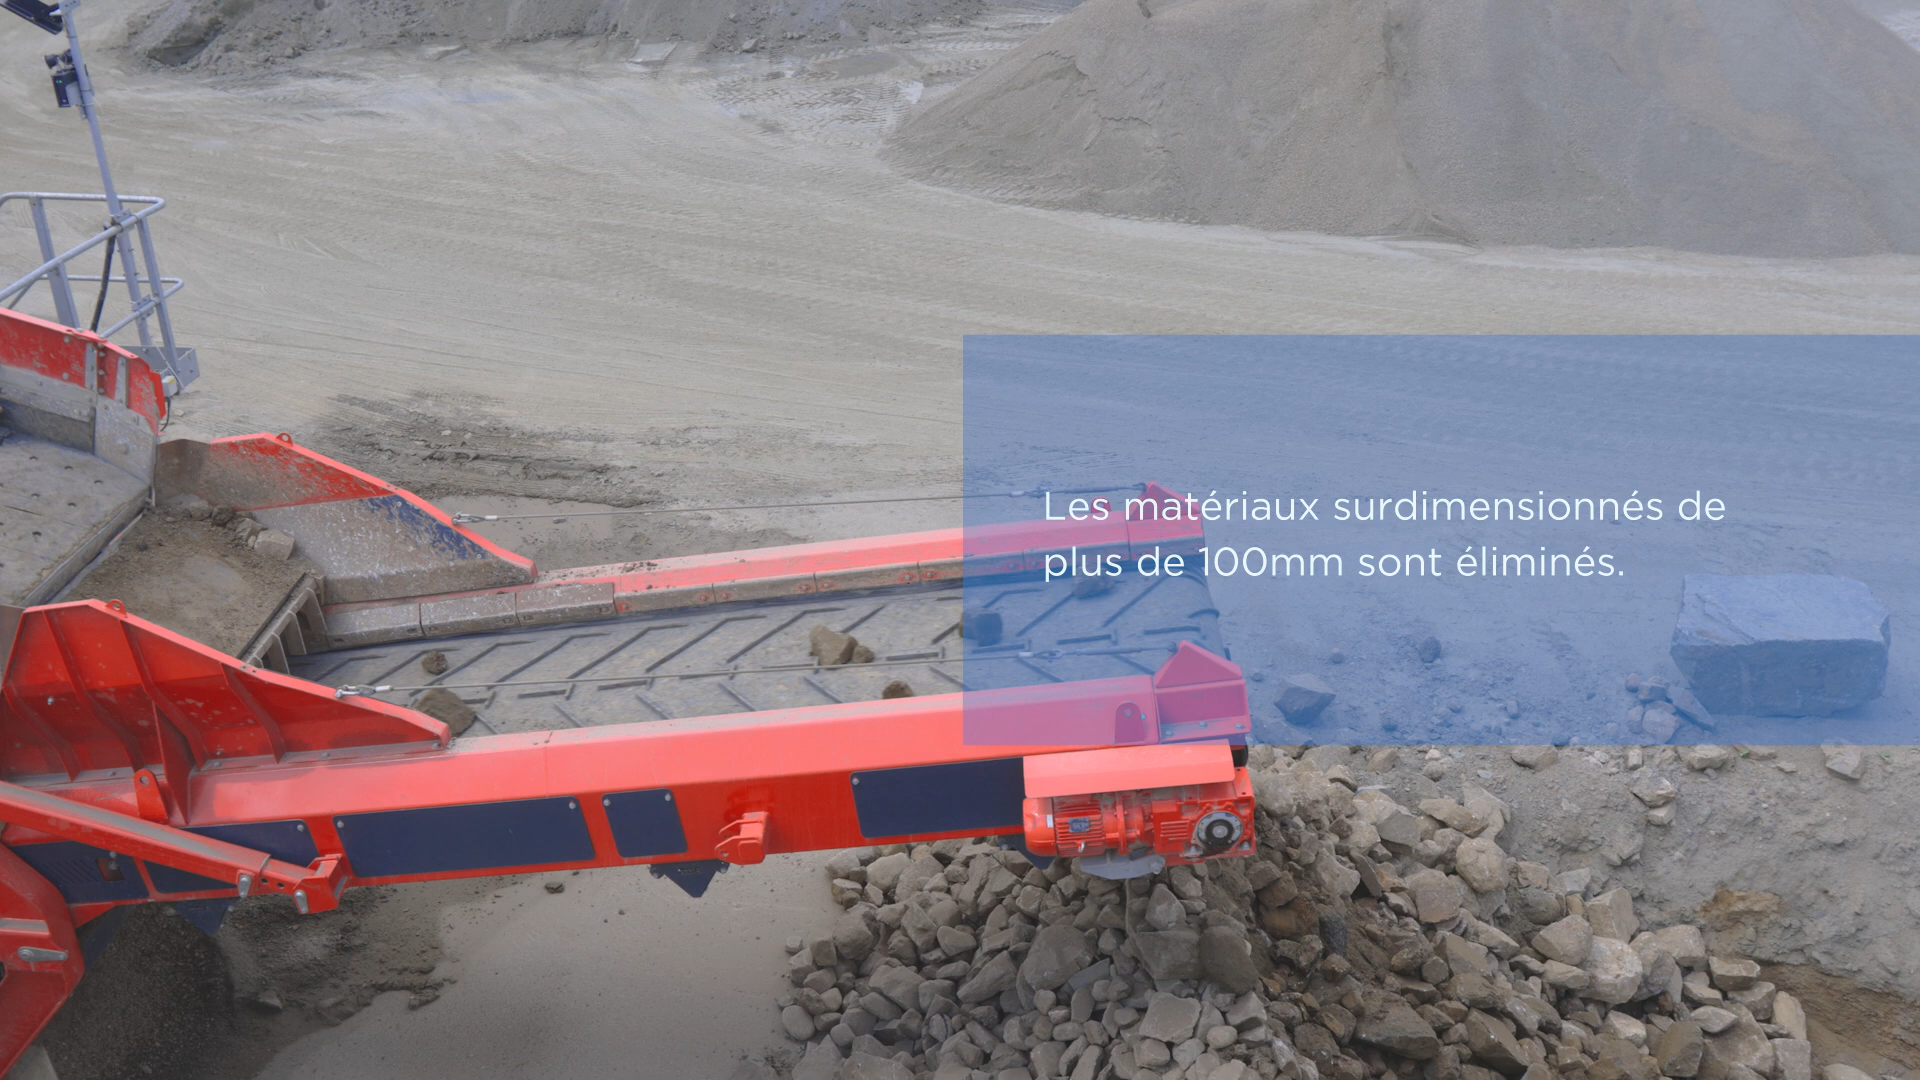 Les matériaux surdimensionnés de
plus de 100mm sont éliminés.